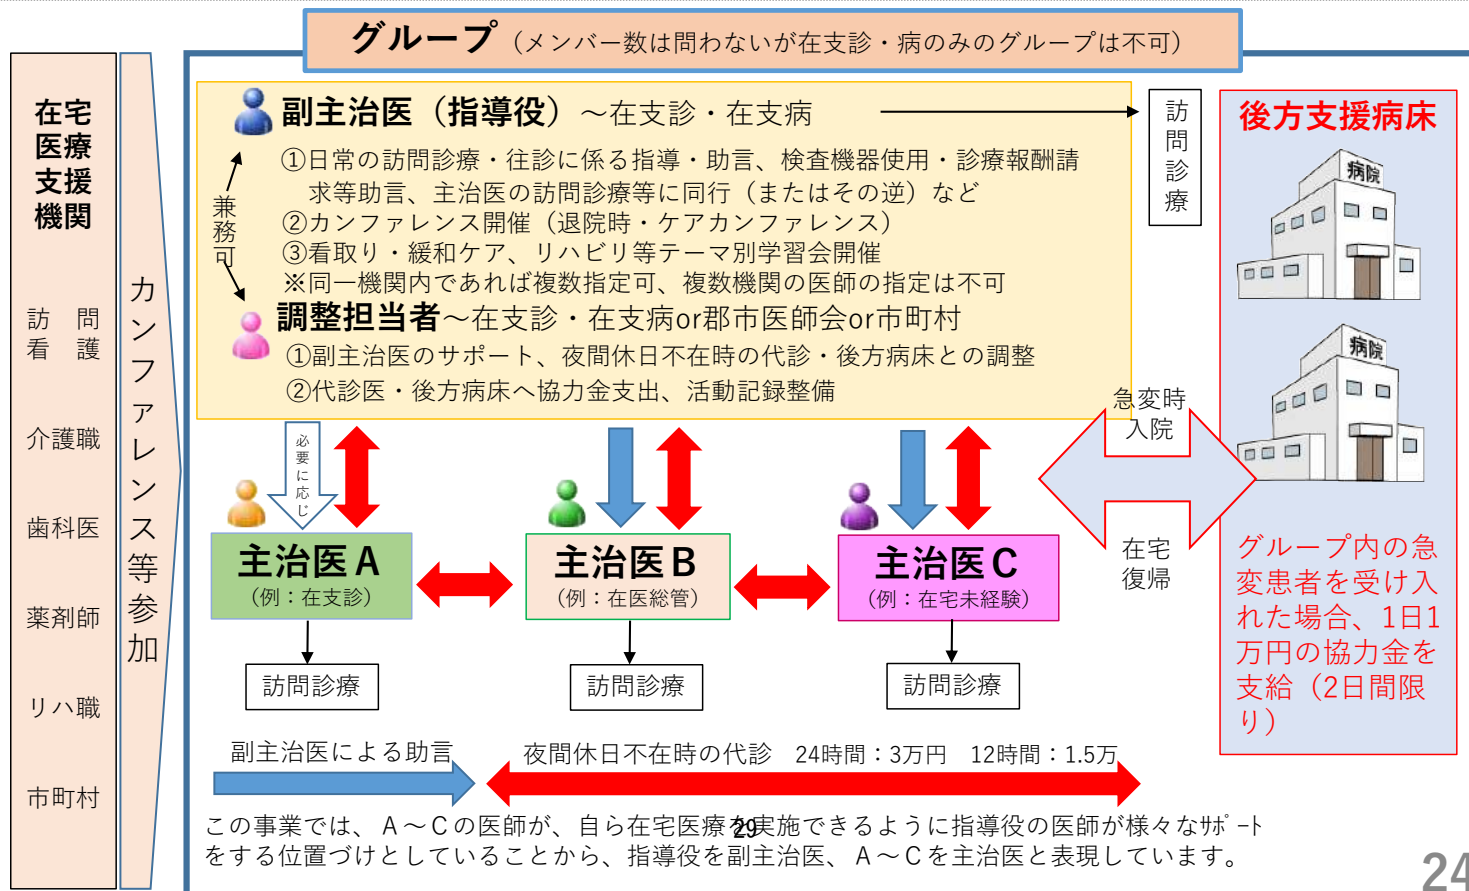 グループ（メンバー数は問わないが在支診・病のみのグループは不可）
在宅
医療
支援
機関
訪　問
看　護
介護職
歯科医
薬剤師
リハ職
市町村
カンファレンス等参加
副主治医（指導役）～在支診・在支病
①日常の訪問診療・往診に係る指導・助言、検査機器使用・診療報酬請
求等助言、主治医の訪問診療等に同行（またはその逆）など
②カンファレンス開催（退院時・ケアカンファレンス）
③看取り・緩和ケア、リハビリ等テーマ別学習会開催
※同一機関内であれば複数指定可、複数機関の医師の指定は不可
兼務可
調整担当者～在支診・在支病or郡市医師会or市町村
①副主治医のサポート、夜間休日不在時の代診・後方病床との調整
②代診医・後方病床へ協力金支出、活動記録整備
訪問診療
後方支援病床
病院
病院
急変時
入院
在宅
復帰
グループ内の急
変患者を受け入
れた場合、1日1
万円の協力金を
支給（2日間限
り）
必要に応じ
主治医Ａ
（例：在支診）
主治医Ｂ
（例：在医総管）
主治医Ｃ
（例：在宅未経験）
訪問診療
訪問診療
訪問診療
副主治医による助言
夜間休日不在時の代診　24時間：3万円　12時間：1.5万
この事業では、Ａ～Ｃの医師が、自ら在宅医療を実施できるように指導役の医師が様々なｻﾎﾟｰﾄ
をする位置づけとしていることから、指導役を副主治医、Ａ～Ｃを主治医と表現しています。
29
24